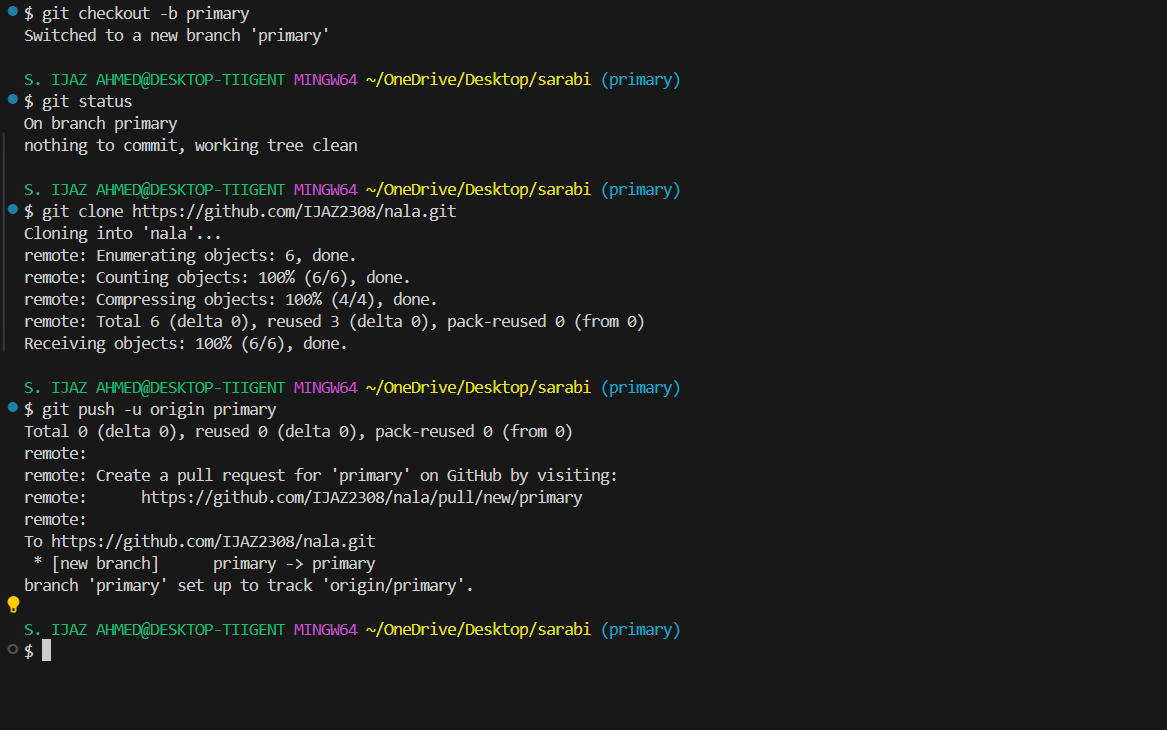 $ git checkout -b primary
Switched to a new branch 'primary'
S. IJAZ AHMED@DESKTOP-TIIGENT MINGW64 ~/OneDrive/Desktop/sarabi (primary)
$ git status
On branch primary
nothing to commit, working tree clean
S. IJAZ AHMED@DESKTOP-TIIGENT MINGW64 ~/OneDrive/Desktop/sarabi (primary)
$ git clone https://github.com/IJAZ2308/nala.git
Cloning into 'nala'...
remote: Enumerating objects: 6, done.
remote: Counting objects: 100% (6/6), done.
remote: Compressing objects: 100% (4/4), done.
remote: Total 6 (delta 0), reused 3 (delta 0), pack-reused 0 (from 0)
Receiving objects: 100% (6/6), done.
S. IJAZ AHMED@DESKTOP-TIIGENT MINGW64 ~/OneDrive/Desktop/sarabi (primary)
$ git push -u origin primary
Total 0 (delta 0), reused 0 (delta 0), pack-reused 0 (from 0)
remote:
remote: Create a pull request for 'primary' on GitHub by visiting:
remote:      https://github.com/IJAZ2308/nala/pull/new/primary
remote:
To https://github.com/IJAZ2308/nala.git
 * [new branch]      primary -> primary
branch 'primary' set up to track 'origin/primary'.
S. IJAZ AHMED@DESKTOP-TIIGENT MINGW64 ~/OneDrive/Desktop/sarabi (primary)
$